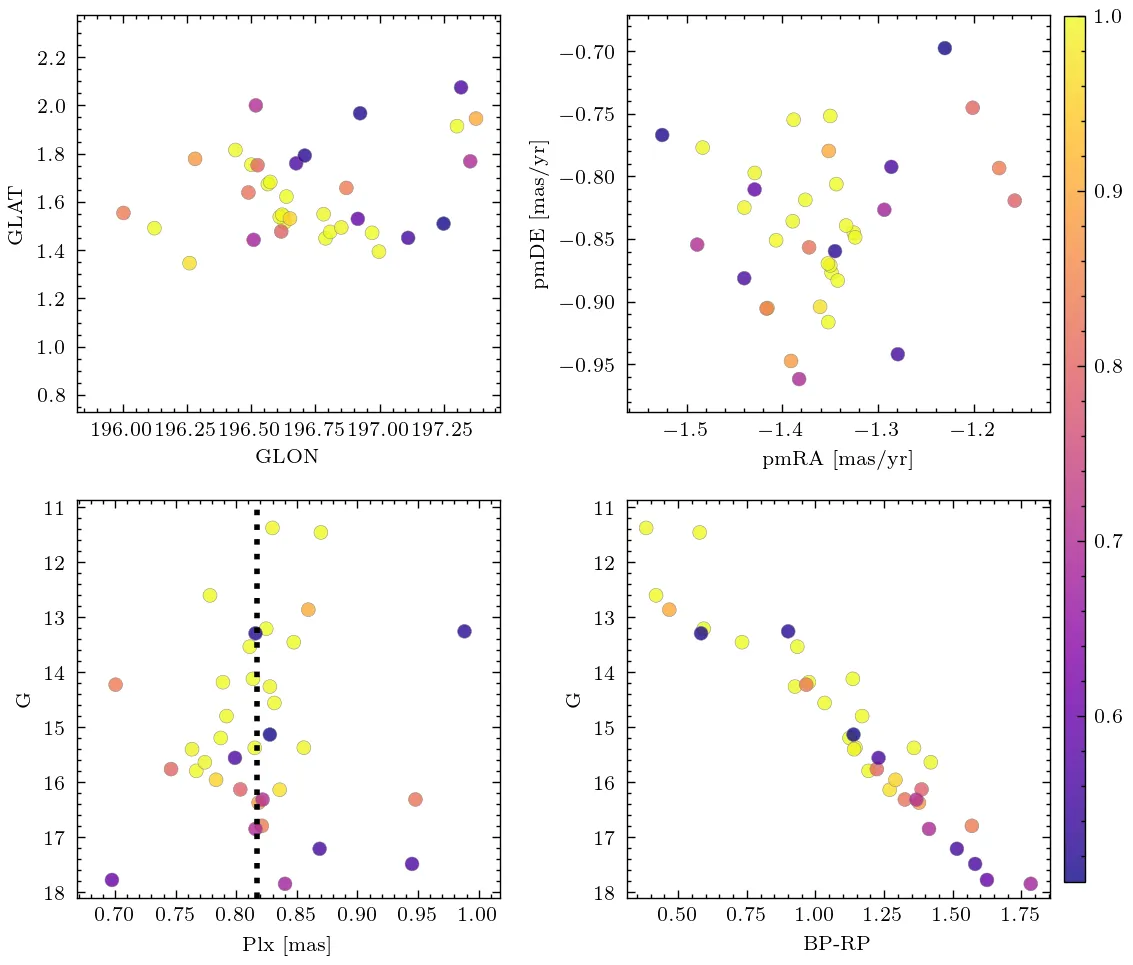 2.2
2.0
1.8
1.6
1.4
1.2
1.0
0.8
GLAT
196.00 196.25 196.50 196.75 197.00 197.25
GLON
−0.70
−0.75
−0.80
−0.85
−0.90
−0.95
pmDE [mas/yr]
−1.5 −1.4 −1.3 −1.2
pmRA [mas/yr]
1.0
0.9
0.8
0.7
0.6
11
12
13
14
15
16
17
18
G
0.70 0.75 0.80 0.85 0.90 0.95 1.00
Plx [mas]
11
12
13
14
15
16
17
18
G
0.50 0.75 1.00 1.25 1.50 1.75
BP-RP